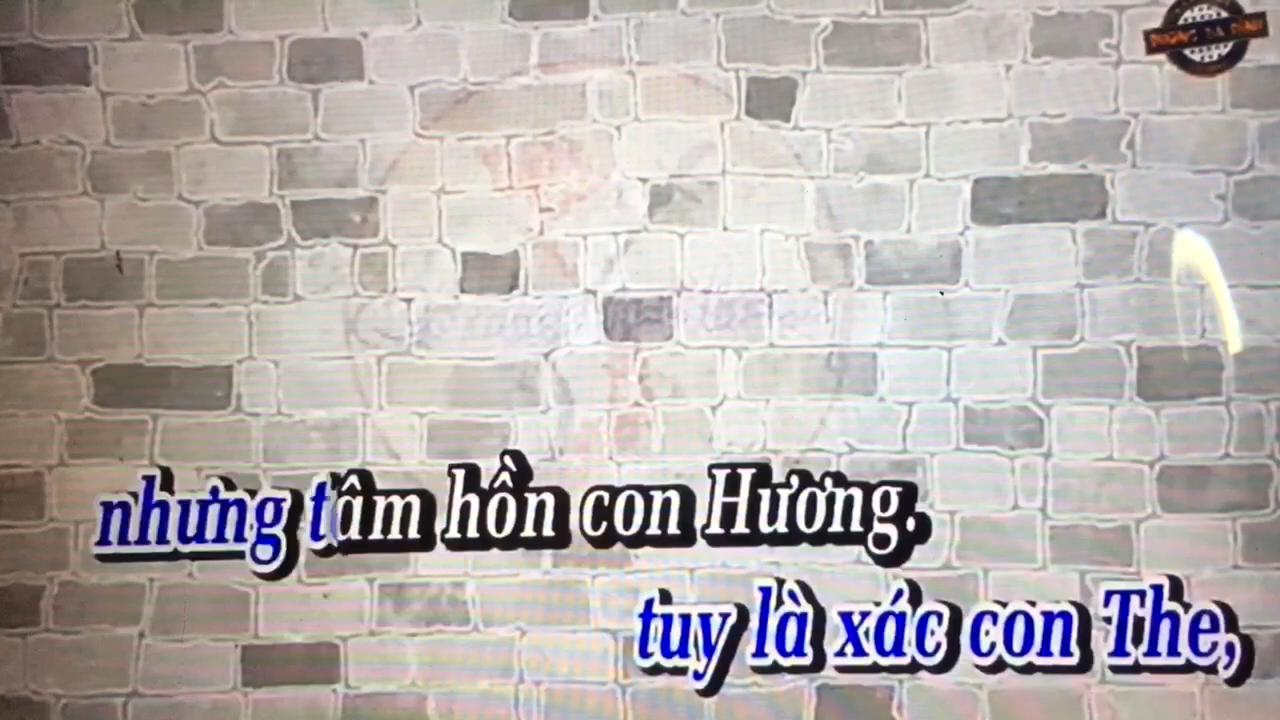 nhưng tâm hồn con Hương.
tuy là xác con The,